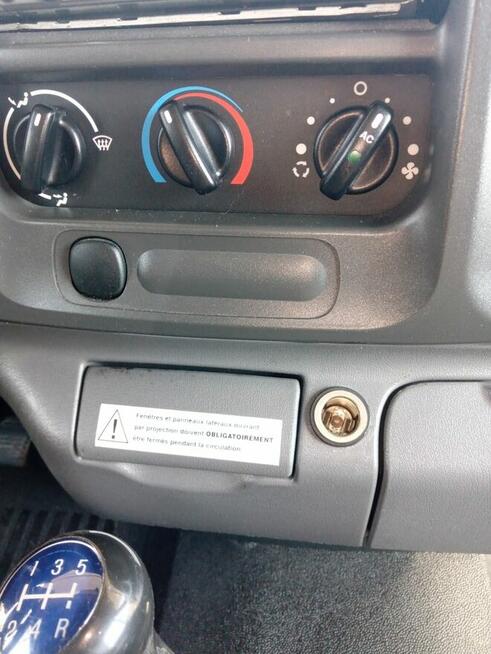 AC
Fenêtres et panneaux latéraux ouvrant
par projection doivent OBLIGATOIREMENT
etre fermés pendant la circulation
1 3 5
2 4 R